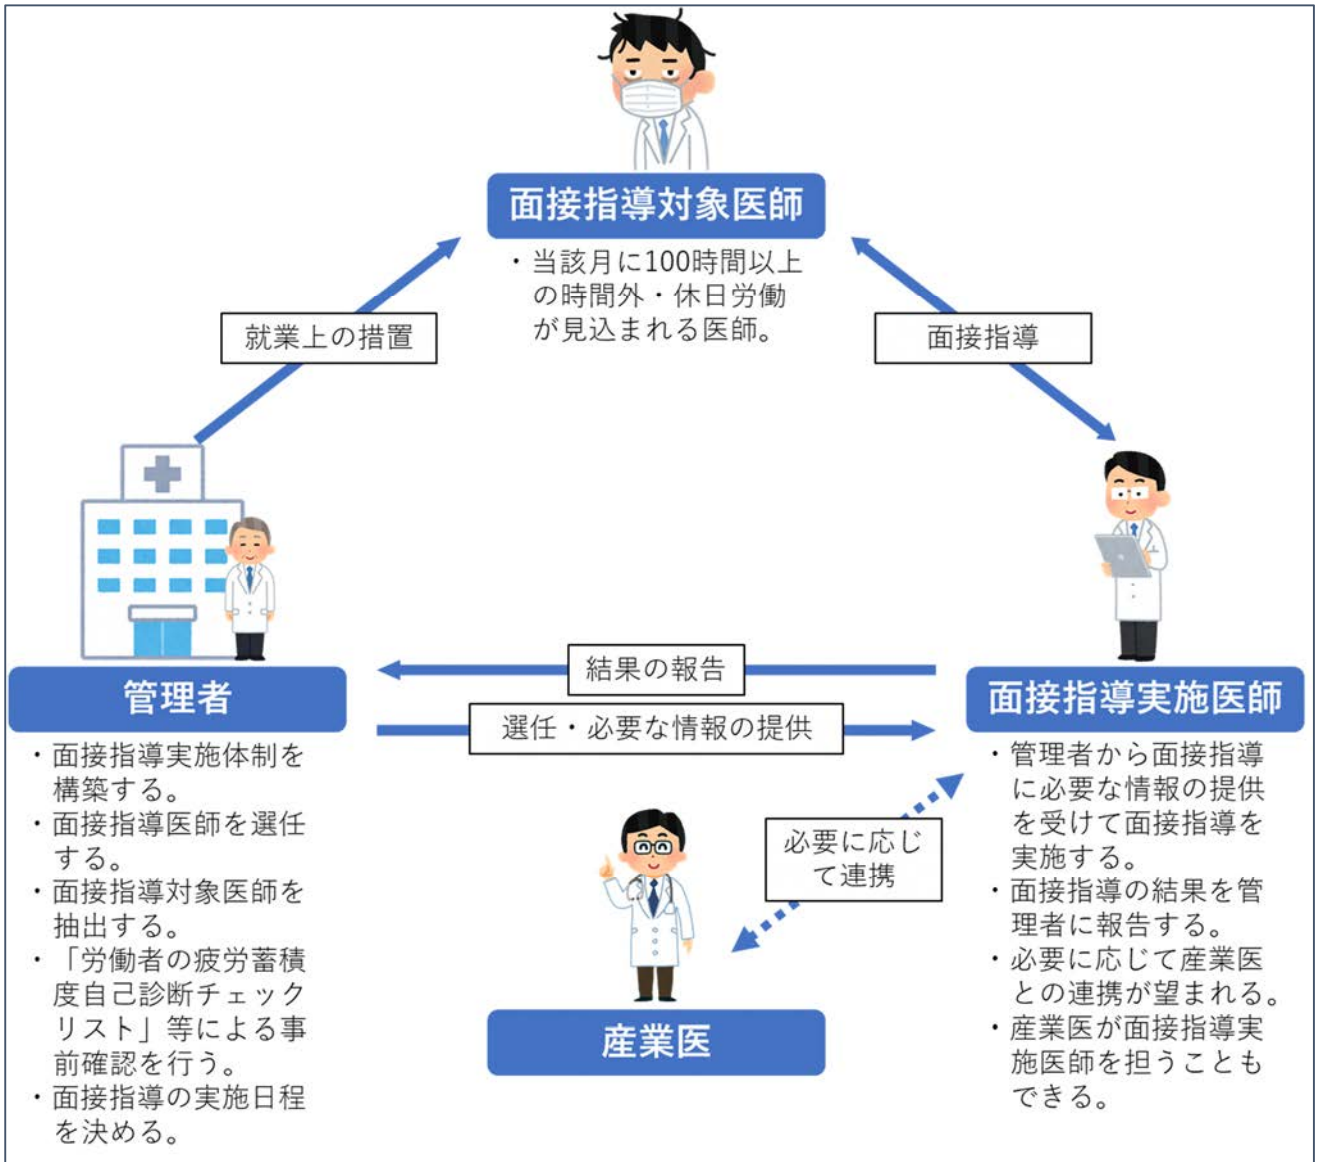 面接指導対象医師
・当該月に100時間以上
の時間外・休日労働
が見込まれる医師。
就業上の措置
面接指導
結果の報告
選任・必要な情報の提供
管理者
・面接指導実施体制を
構築する。
・面接指導医師を選任
する。
・面接指導対象医師を
抽出する。
・「労働者の疲労蓄積
度自己診断チェック
リスト」等による事
前確認を行う。
・面接指導の実施日程
を決める。
必要に応じ
て連携
産業医
面接指導実施医師
・管理者から面接指導
に必要な情報の提供
を受けて面接指導を
実施する。
・面接指導の結果を管
理者に報告する。
・必要に応じて産業医
との連携が望まれる。
・産業医が面接指導実
施医師を担うことも
できる。